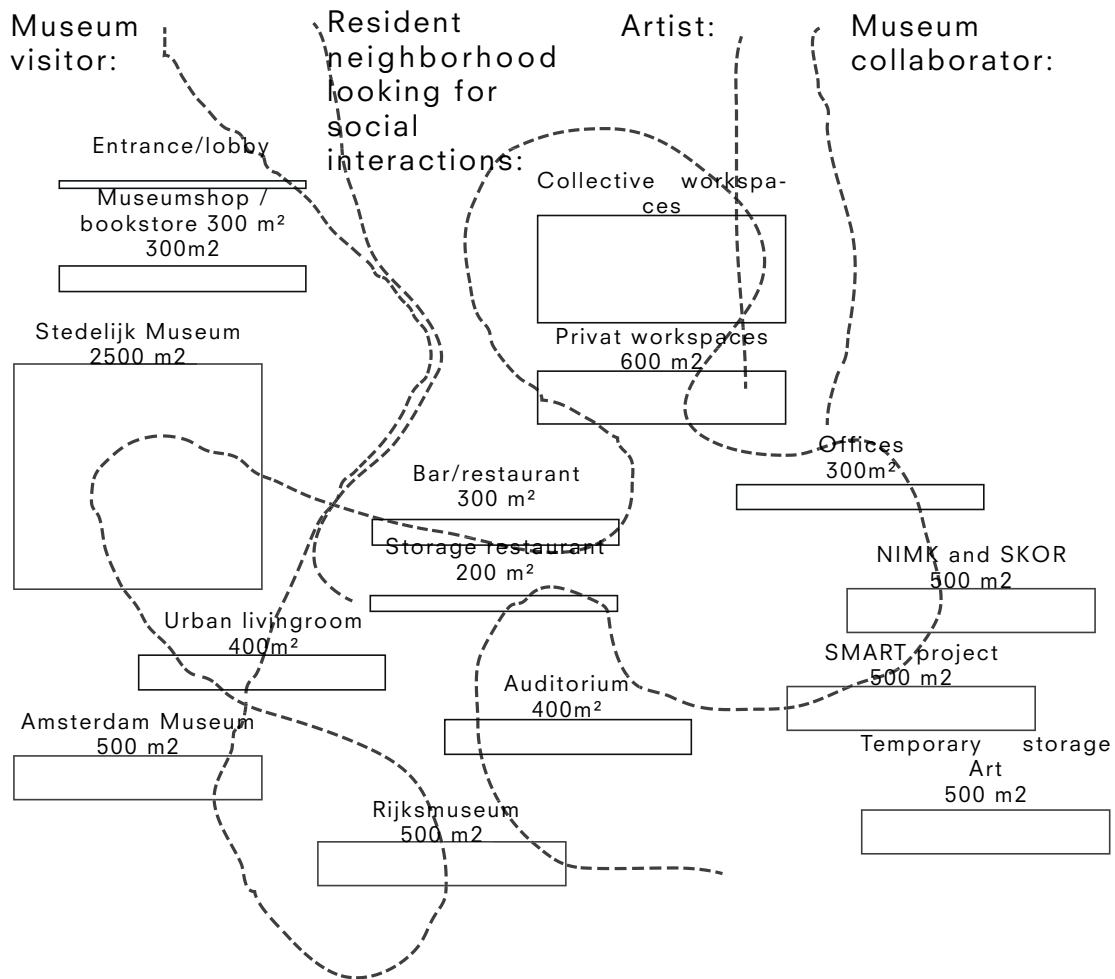 Museum
visitor:
Resident
neighborhood
looking for
social
interactions:
Artist:
Museum
collaborator:
Entrance/lobby
Museumshop /
bookstore 300 m²
300m2
Stedelijk Museum
2500 m2
Collective workspa-
ces
Privat workspaces
600 m2
Bar/restaurant
300 m²
Storage restaurant
200 m²
Offices
300m²
NIMK and SKOR
500 m2
Urban livingroom
400m²
SMART project
500 m2
Auditorium
400m²
Amsterdam Museum
500 m2
Temporary storage
Art
500 m2
Rijksmuseum
500 m2